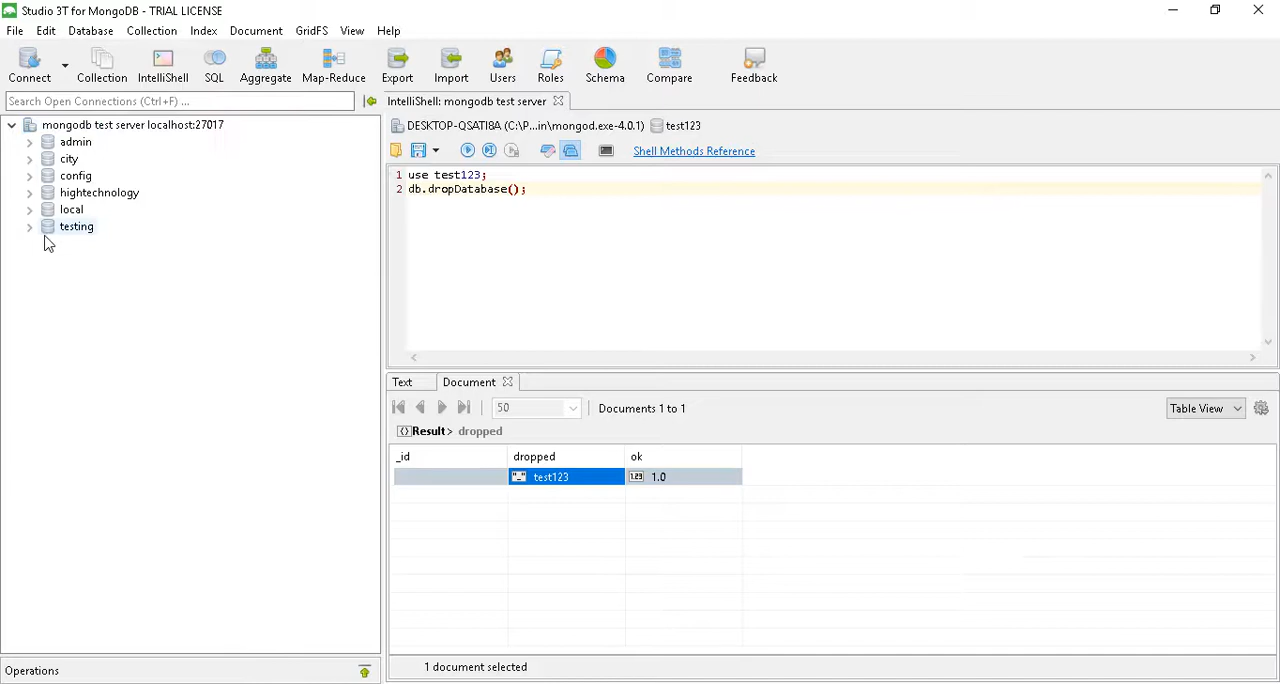 Studio 3T for MongoDB - TRIAL LICENSE
File Edit Database Collection Index Document GridFS View Help
Connect Collection IntelliShell SQL Aggregate Map-Reduce Export Import Users Roles Schema Compare Feedback
Search Open Connections (Ctrl+F) ...
IntelliShell: mongodb test server
mongodb test server localhost:27017
DESKTOP-QSATI8A (C:\P...in\mongod.exe-4.0.1) test123
admin
city
config
hightechnology
local
testing
Shell Methods Reference
1 use test123;
2 db.dropDatabase();
Text Document
50 Documents 1 to 1 Table View
Result> dropped
_id dropped ok
"_" test123 1.23 1.0
Operations
1 document selected